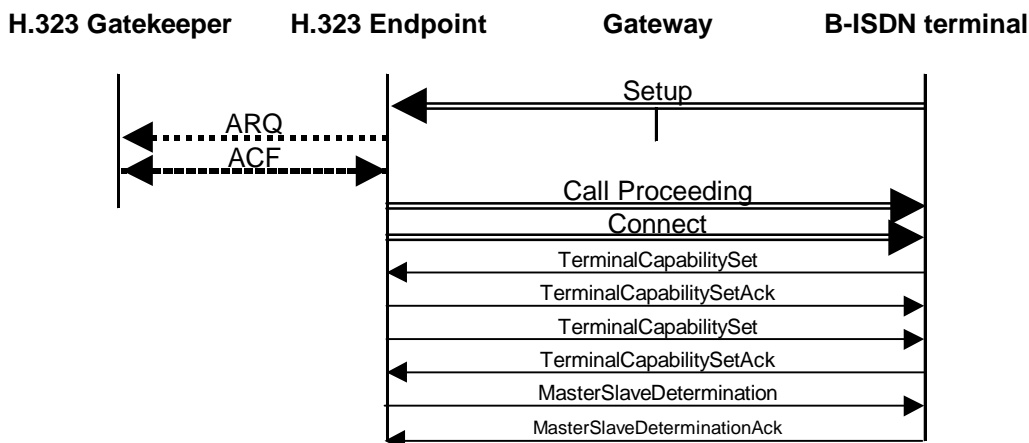 H.323 Gatekeeper H.323 Endpoint Gateway B-ISDN terminal
Setup
ARQ
ACF
Call Proceeding
Connect
TerminalCapabilitySet
TerminalCapabilitySetAck
TerminalCapabilitySet
TerminalCapabilitySetAck
MasterSlaveDetermination
MasterSlaveDeterminationAck